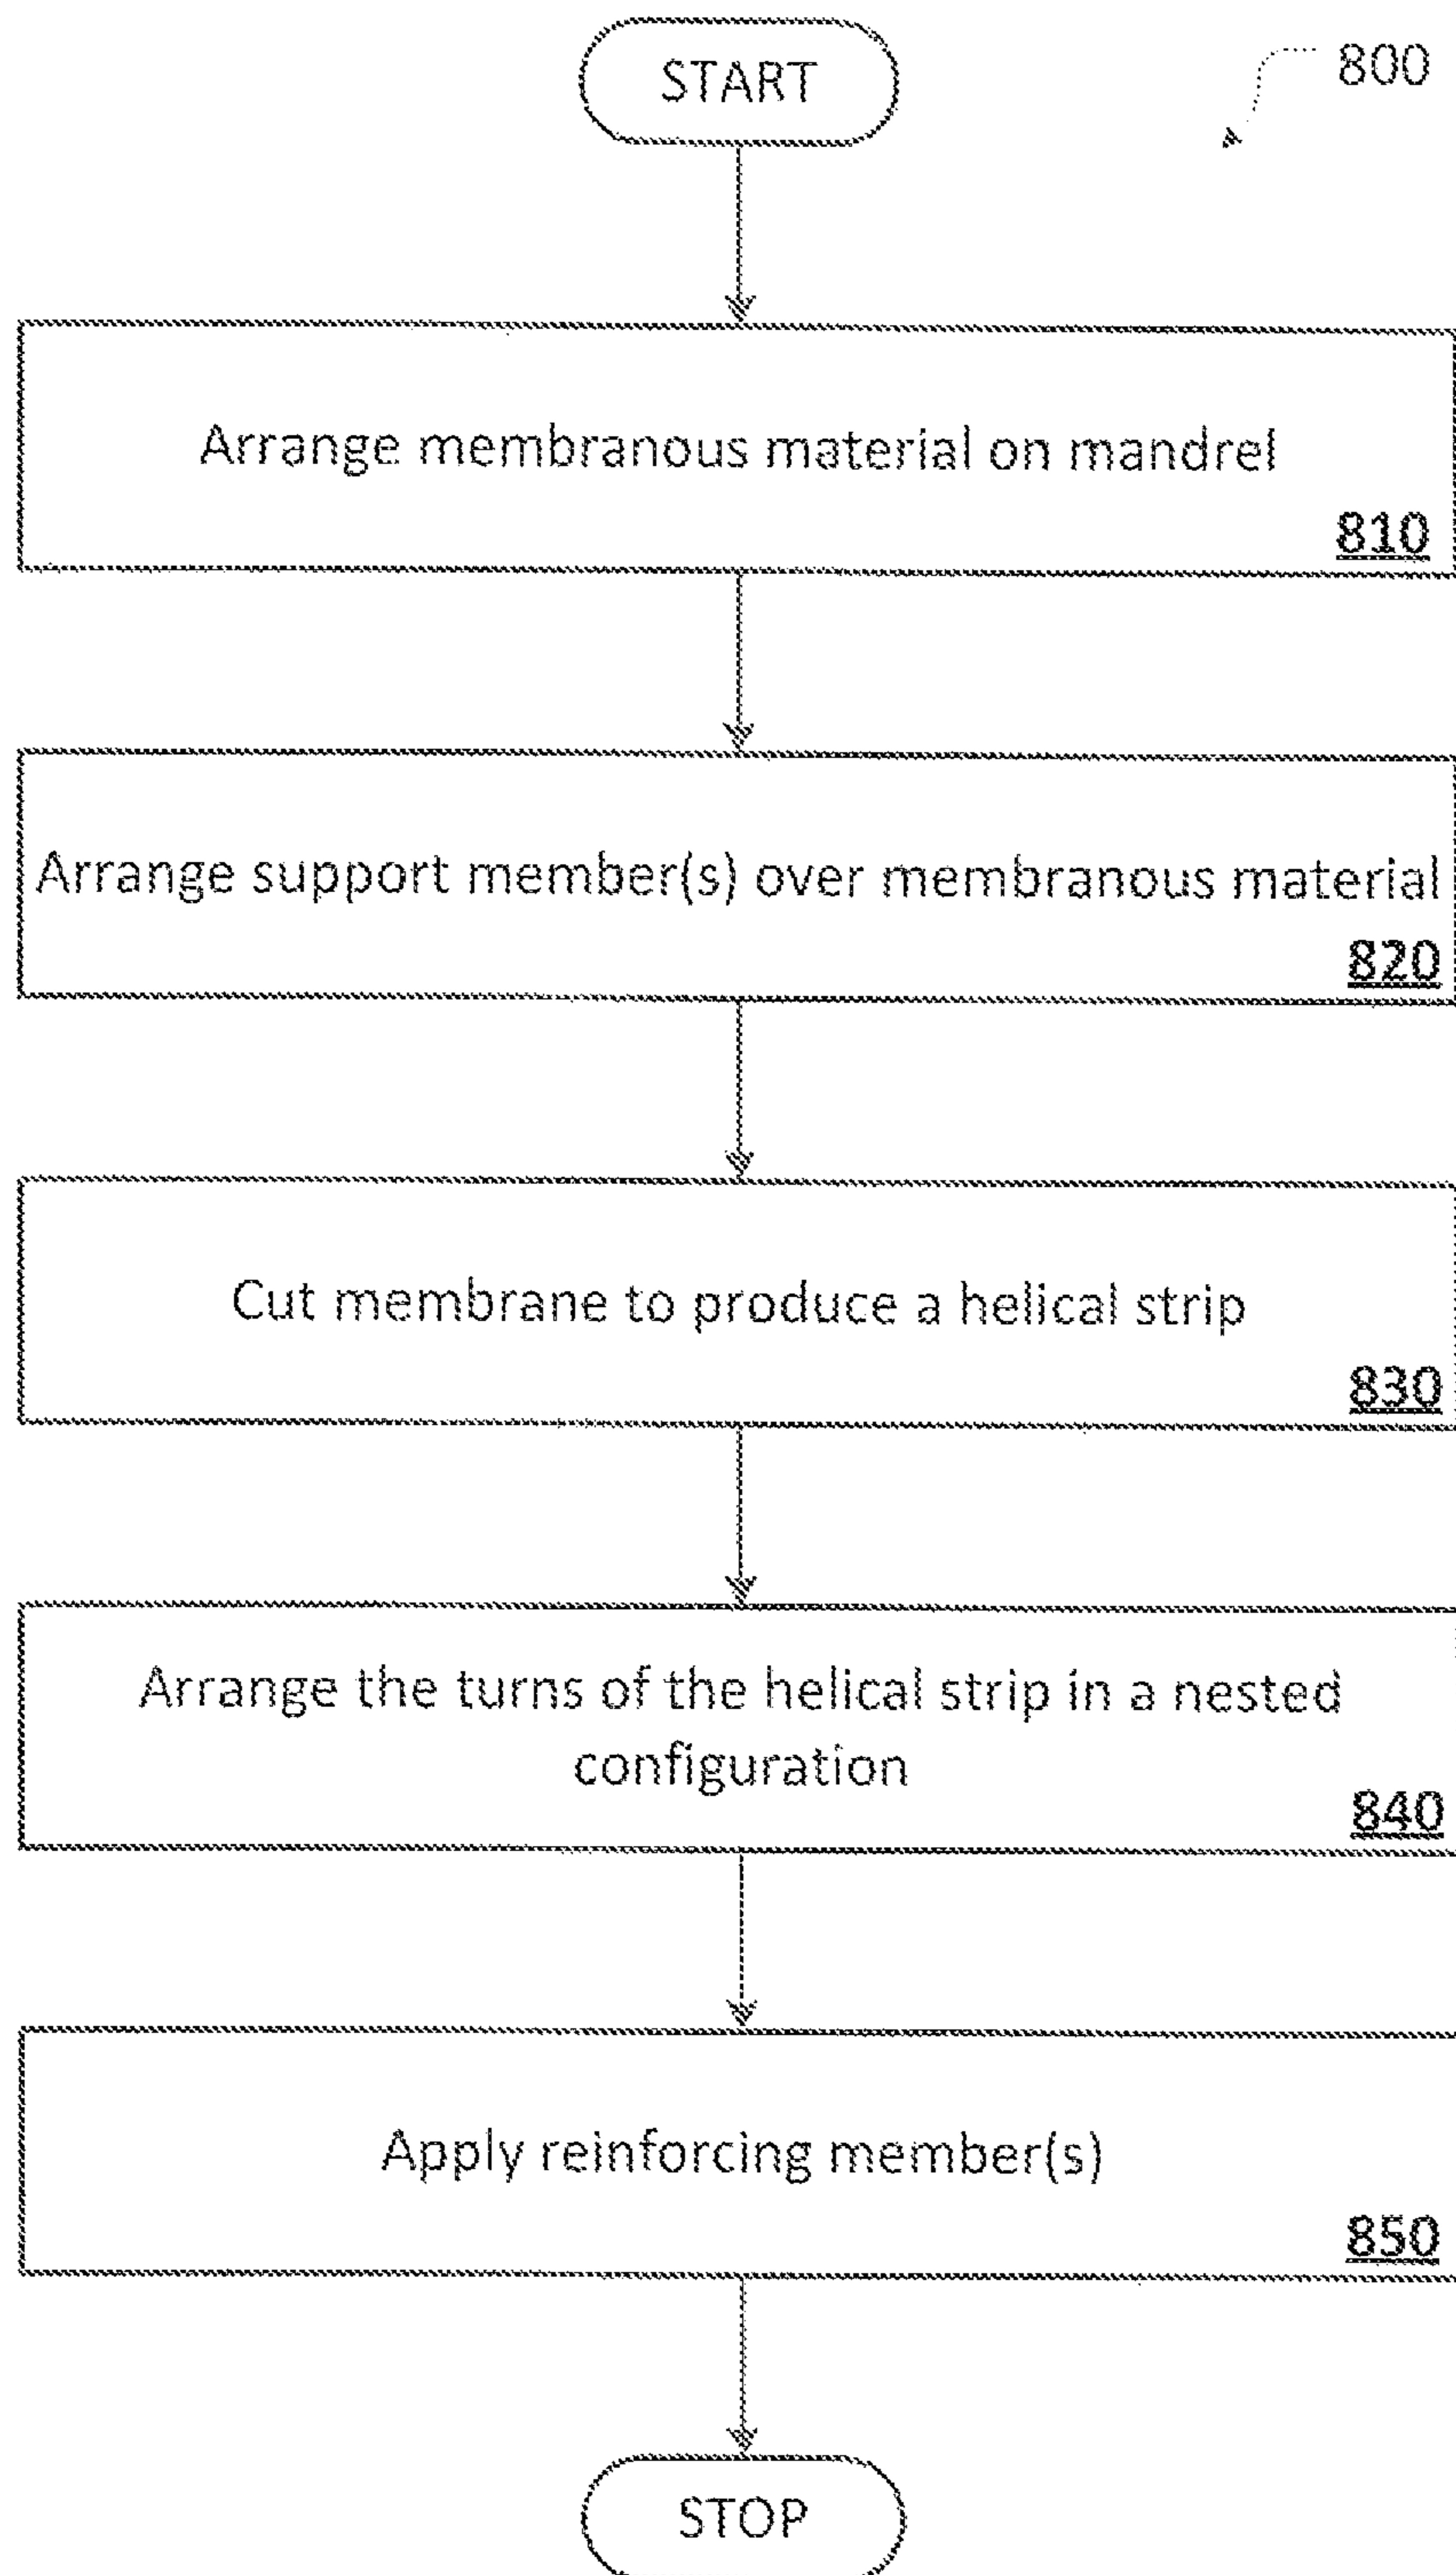 START
800
Arrange membranous material on mandrel
810
Arrange support member(s) over membranous material
820
Cut membrane to produce a helical strip
830
Arrange the turns of the helical strip in a nested
configuration
840
Apply reinforcing member(s)
850
STOP